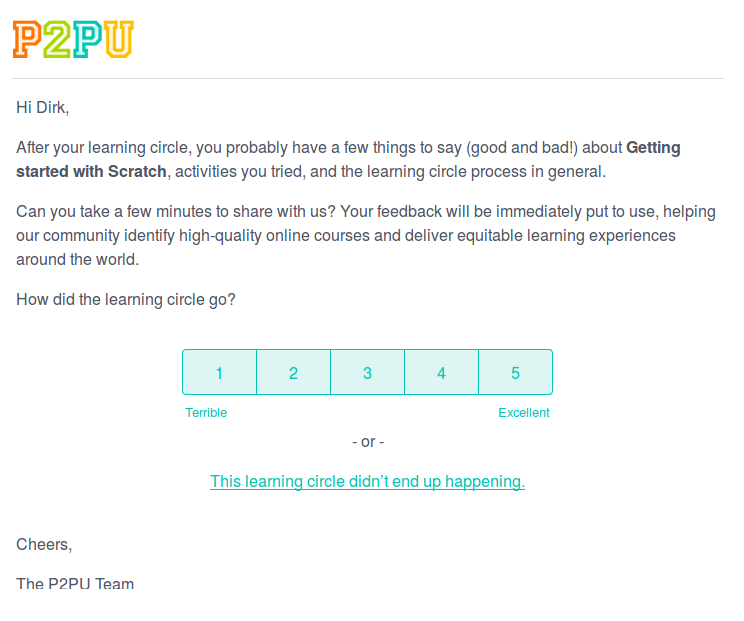 P2PU
Hi Dirk,
After your learning circle, you probably have a few things to say (good and bad!) about Getting
started with Scratch, activities you tried, and the learning circle process in general.
Can you take a few minutes to share with us? Your feedback will be immediately put to use, helping
our community identify high-quality online courses and deliver equitable learning experiences
around the world.
How did the learning circle go?
1 2 3 4 5
Terrible Excellent
- or -
This learning circle didn’t end up happening.
Cheers,
The P2PU Team